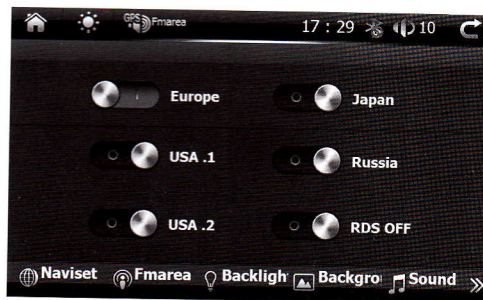 GPS Fmarea 17 : 29 10
Europe Japan
USA .1 Russia
USA .2 RDS OFF
Naviset Fmarea Backligh Backgro Sound